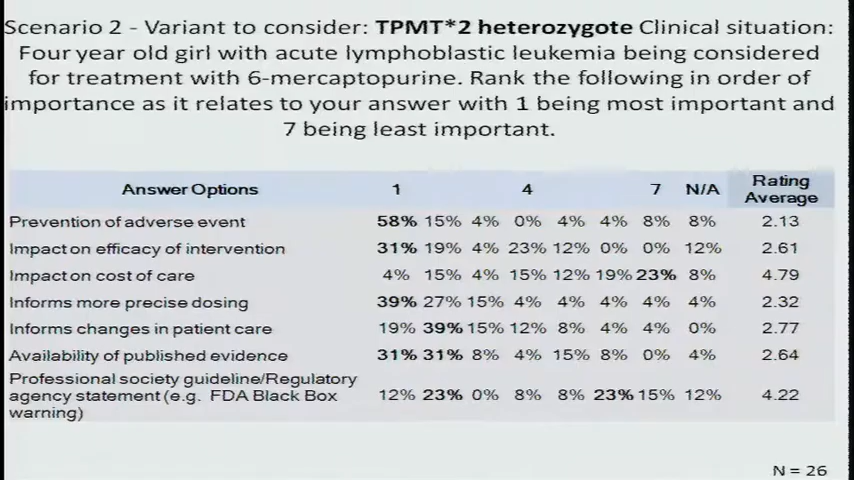 Scenario 2 - Variant to consider: TPMT*2 heterozygote Clinical situation:
Four year old girl with acute lymphoblastic leukemia being considered
for treatment with 6-mercaptopurine. Rank the following in order of
importance as it relates to your answer with 1 being most important and
7 being least important.
Answer Options 1 4 7 N/A Rating Average
Prevention of adverse event 58% 15% 4% 0% 4% 4% 8% 8% 2.13
Impact on efficacy of intervention 31% 19% 4% 23% 12% 0% 0% 12% 2.61
Impact on cost of care 4% 15% 4% 15% 12% 19% 23% 8% 4.79
Informs more precise dosing 39% 27% 15% 4% 4% 4% 4% 4% 2.32
Informs changes in patient care 19% 39% 15% 12% 8% 4% 4% 0% 2.77
Availability of published evidence 31% 31% 8% 4% 15% 8% 0% 4% 2.64
Professional society guideline/Regulatory
agency statement (e.g. FDA Black Box 12% 23% 0% 8% 8% 23% 15% 12% 4.22
warning)
N = 26